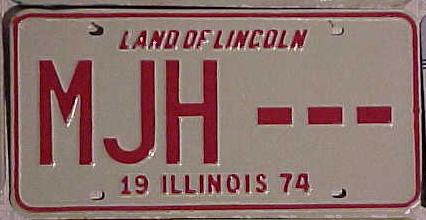 LAND OF LINCOLN
MJH ---
19 ILLINOIS 74